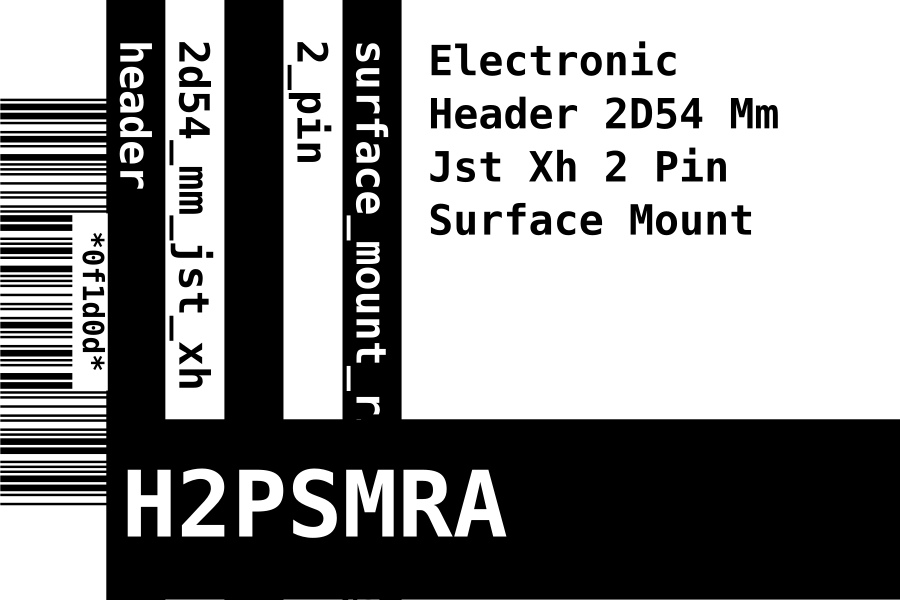 *0f1d0d*
header
2d54_mm_jst_xh
2_pin
surface_mount_r
Electronic
Header 2D54 Mm
Jst Xh 2 Pin
Surface Mount
H2PSMRA